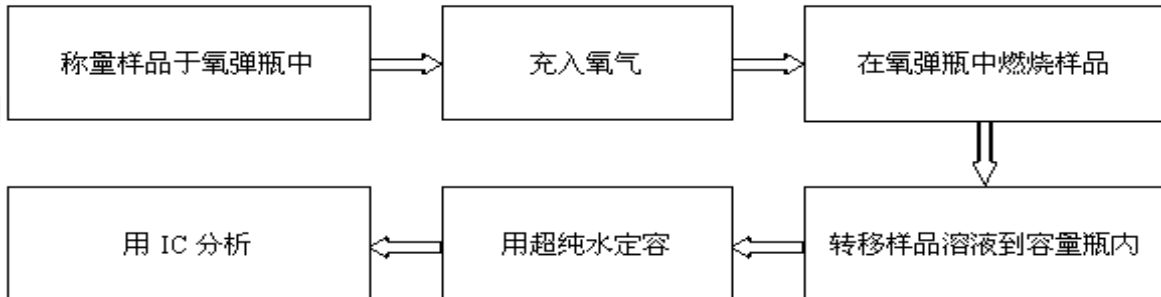 称量样品于氧弹瓶中
充入氧气
在氧弹瓶中燃烧样品
转移样品溶液到容量瓶内
用超纯水定容
用 IC 分析